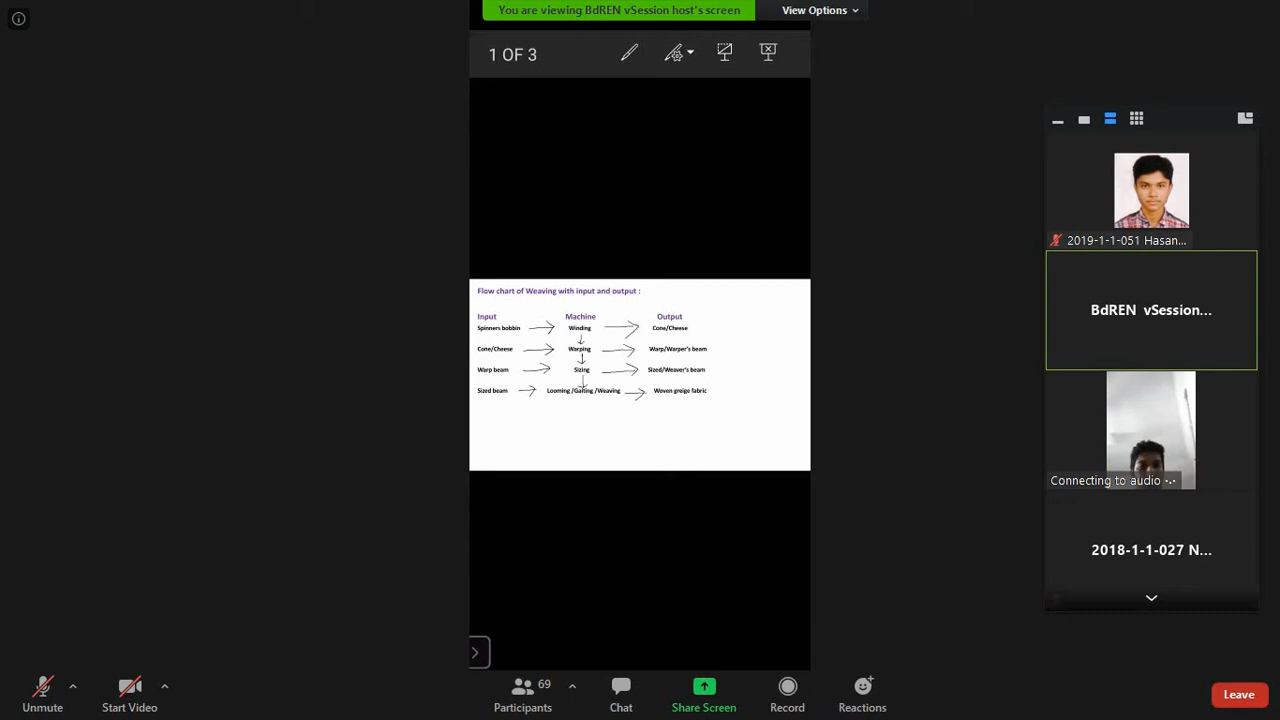 You are viewing BdREN vSession host's screen
View Options
1 OF 3
2019-1-1-051 Hasan...
Flow chart of Weaving with input and output :
Input Machine Output
Spinners bobbin Winding Cone/Cheese
Cone/Cheese Warping Warp/Warper's beam
Warp beam Sizing Sized/Weaver's beam
Sized beam Looming /Gaiting /Weaving Woven greige fabric
BdREN vSession...
Connecting to audio
2018-1-1-027 N...
69
Unmute Start Video Participants Chat Share Screen Record Reactions Leave